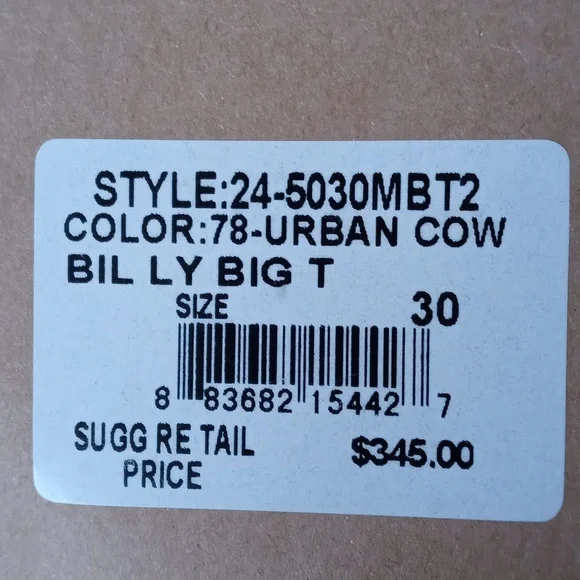 STYLE:24-5030MBT2
COLOR:78-URBAN COW
BIL LY BIG T
SIZE 30
8 83682 15442 7
SUGG RE TAIL $345.00
PRICE